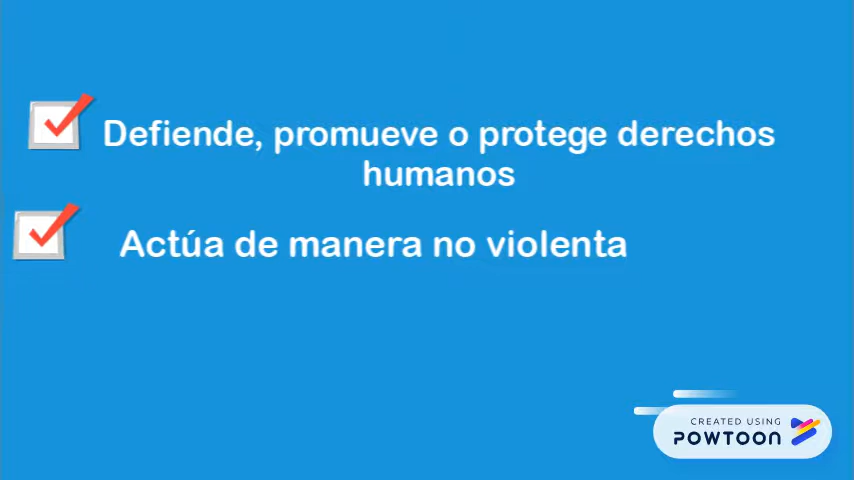 Defiende, promueve o protege derechos
humanos
Actúa de manera no violenta
CREATED USING
POWTOON